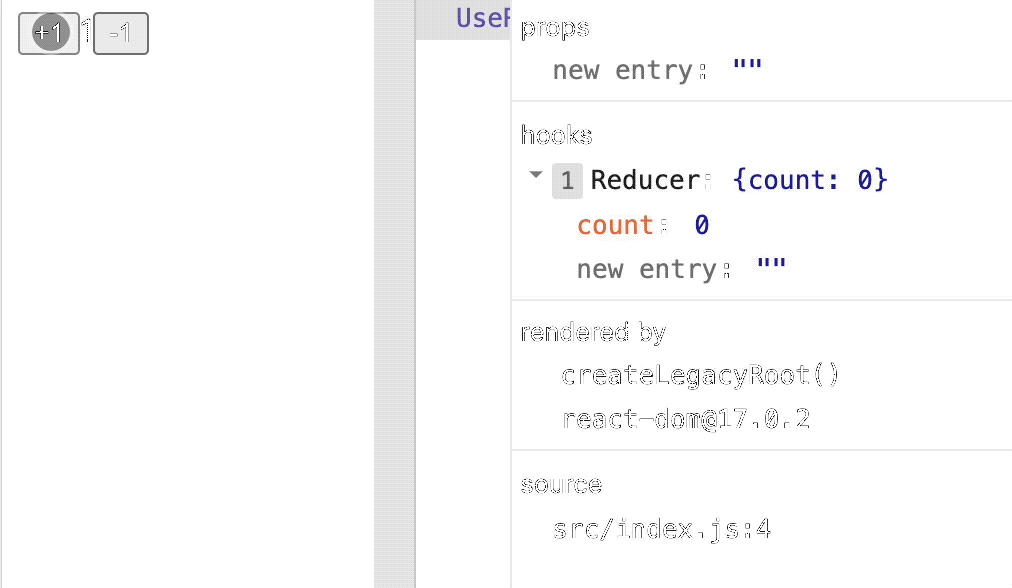 +1 1 -1
UseR
props
new entry: ""
hooks
1 Reducer: {count: 0}
count: 0
new entry: ""
rendered by
createLegacyRoot()
react-dom@17.0.2
source
src/index.js:4